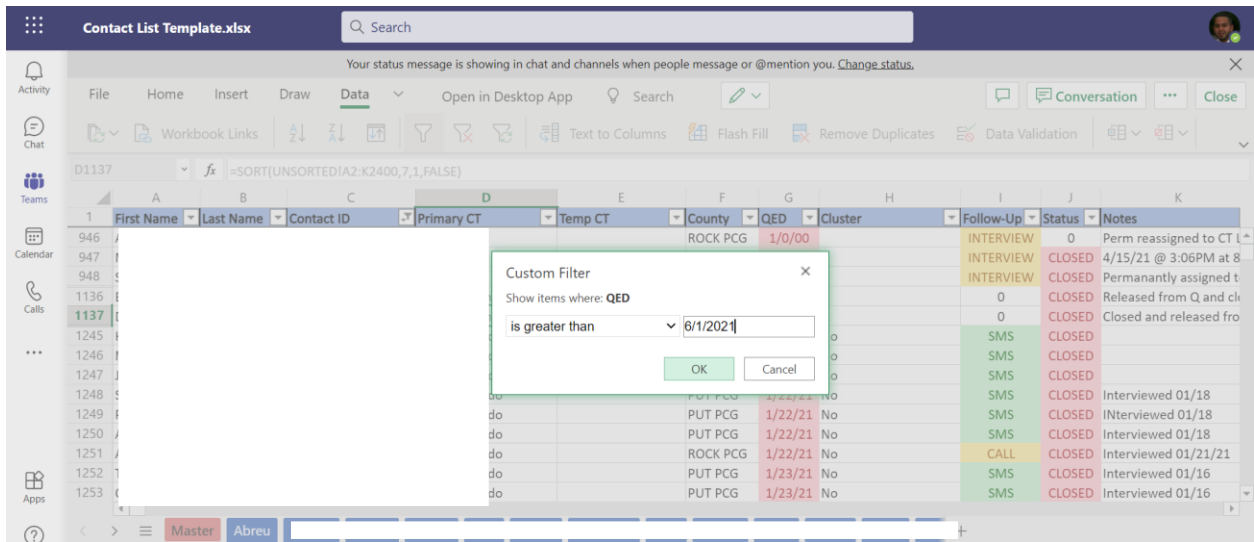 Contact List Template.xlsx Search
Your status message is showing in chat and channels when people message or @mention you. Change status.
Activity
Chat
Teams
Calendar
Calls
Apps
File Home Insert Draw Data Open in Desktop App Search Conversation Close
Workbook Links Text to Columns Flash Fill Remove Duplicates Data Validation
D1137 fx =SORT(UNSORTED!A2:K2400,7,1,FALSE)
A B C D E F G H I J K
1 First Name Last Name Contact ID Primary CT Temp CT County QED Cluster Follow-Up Status Notes
946 ROCK PCG 1/0/00 INTERVIEW 0 Perm reassigned to CT
947 INTERVIEW CLOSED 4/15/21 @ 3:06PM at 8
948 INTERVIEW CLOSED Permanantly assigned
1136 0 CLOSED Released from Q and
1137 0 CLOSED Closed and released
1245 SMS CLOSED
1246 SMS CLOSED
1247 SMS CLOSED
1248 PUT PCG 1/22/21 No SMS CLOSED Interviewed 01/18
1249 do PUT PCG 1/22/21 No SMS CLOSED INterviewed 01/18
1250 do PUT PCG 1/22/21 No SMS CLOSED Interviewed 01/18
1251 do ROCK PCG 1/22/21 No CALL CLOSED Interviewed 01/21/21
1252 do PUT PCG 1/23/21 No SMS CLOSED Interviewed 01/16
1253 do PUT PCG 1/23/21 No SMS CLOSED Interviewed 01/16
Custom Filter
Show items where: QED
is greater than 6/1/2021
OK Cancel
Master Abreu